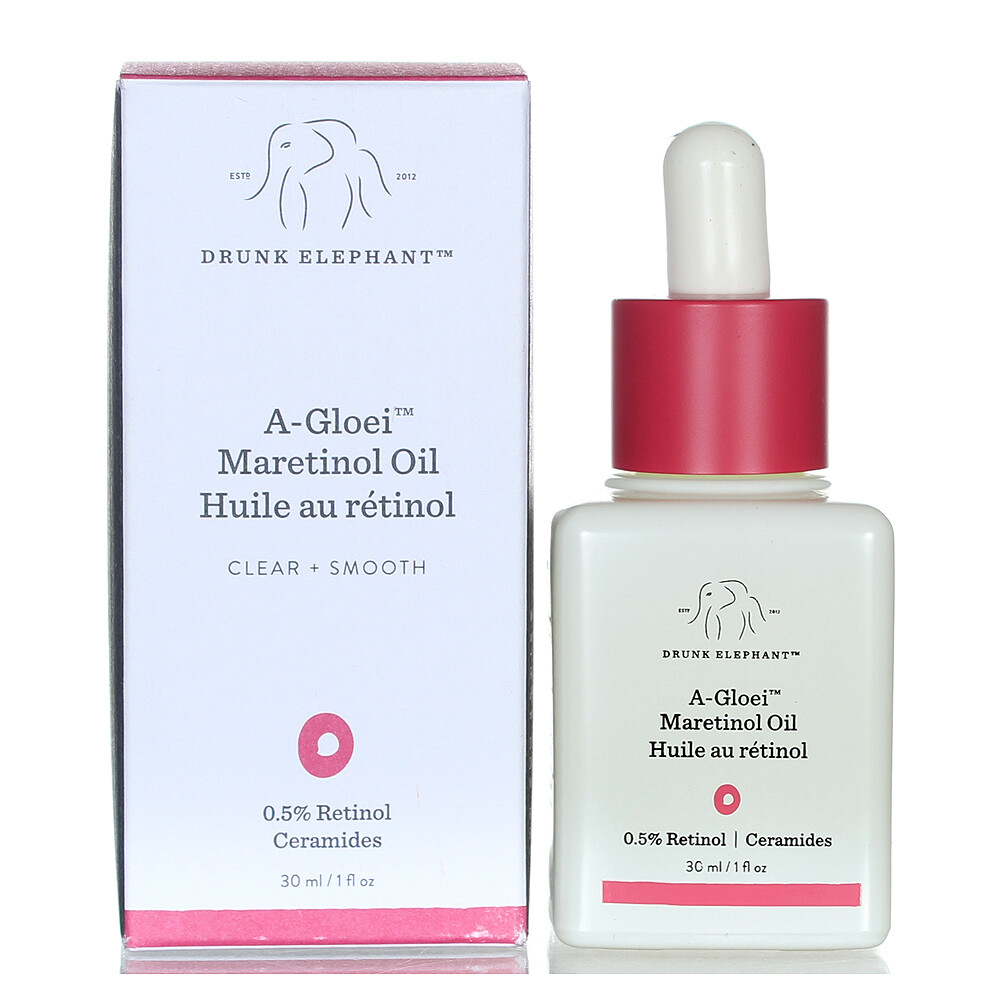 ESTD 2012
DRUNK ELEPHANT™
A-Gloei™
Maretinol Oil
Huile au rétinol
CLEAR + SMOOTH
0.5% Retinol
Ceramides
30 ml / 1 fl oz
ESTD 2012
DRUNK ELEPHANT™
A-Gloei™
Maretinol Oil
Huile au rétinol
0.5% Retinol | Ceramides
30 ml / 1 fl oz